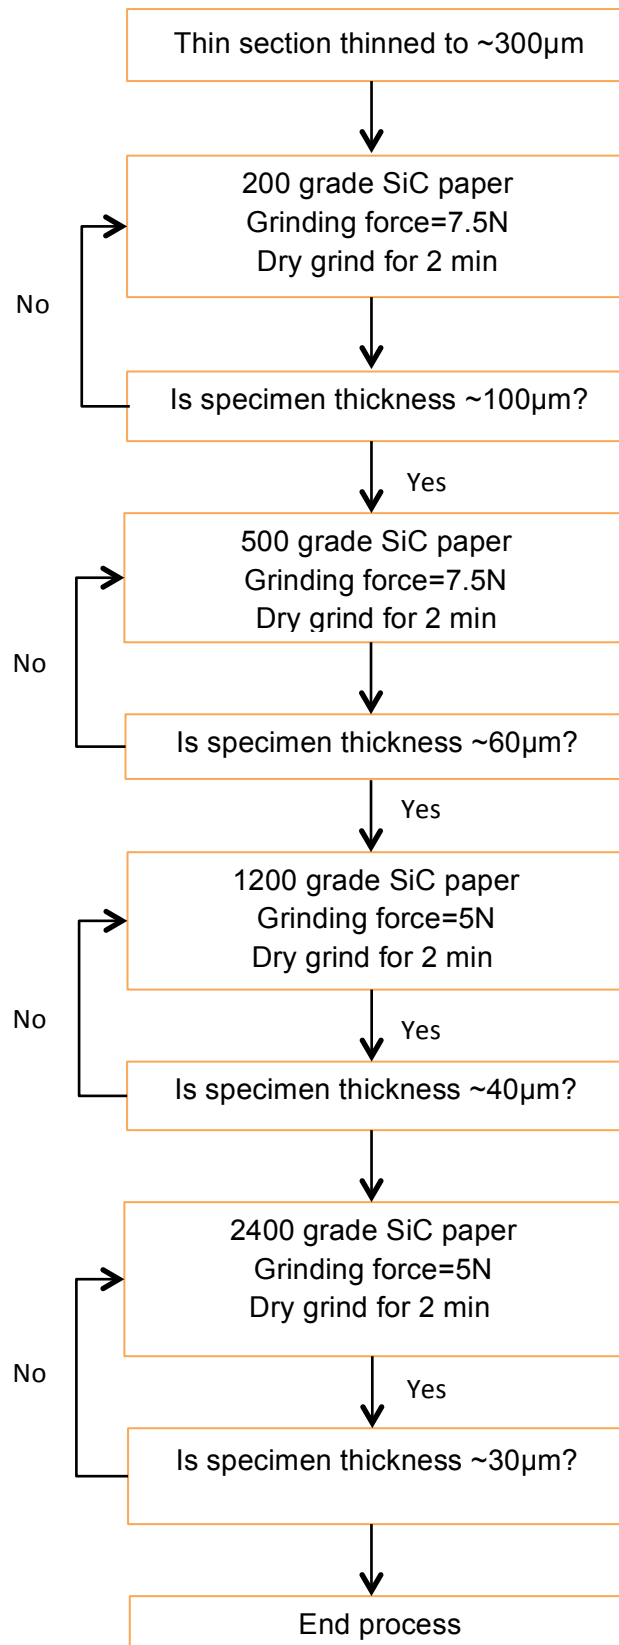 Thin section thinned to ~300µm
200 grade SiC paper
Grinding force=7.5N
Dry grind for 2 min
No
Is specimen thickness ~100µm?
Yes
500 grade SiC paper
Grinding force=7.5N
Dry grind for 2 min
No
Is specimen thickness ~60µm?
Yes
1200 grade SiC paper
Grinding force=5N
Dry grind for 2 min
No
Yes
Is specimen thickness ~40µm?
2400 grade SiC paper
Grinding force=5N
Dry grind for 2 min
No
Yes
Is specimen thickness ~30µm?
End process